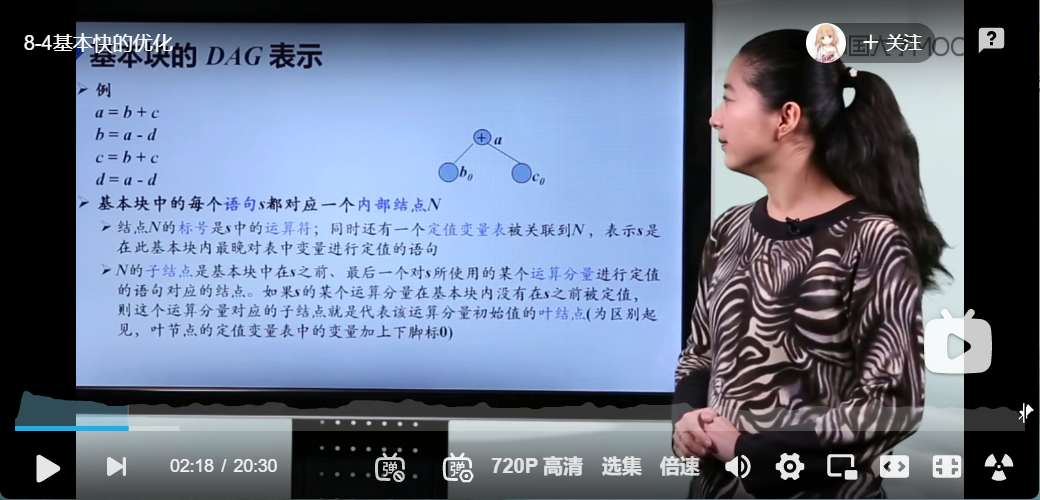 8-4基本快的优化
+ 关注
基本块的 DAG 表示
例
a = b + c
b = a - d
c = b + c
d = a - d
+ a
b0
c0
基本块中的每个语句s都对应一个内部结点N
结点N的标号是s中的运算符；同时还有一个定值变量表被关联到N，表示s是
在此基本块内最晚对表中变量进行定值的语句
N的子结点是基本块中在s之前、最后一个对s所使用的某个运算分量进行定值
的语句对应的结点。如果s的某个运算分量在基本块内没有在s之前被定值，
则这个运算分量对应的子结点就是代表该运算分量初始值的叶结点(为区别起
见，叶节点的定值变量表中的变量加上下脚标0)
02:18 / 20:30
弹
弹
720P 高清
选集
倍速